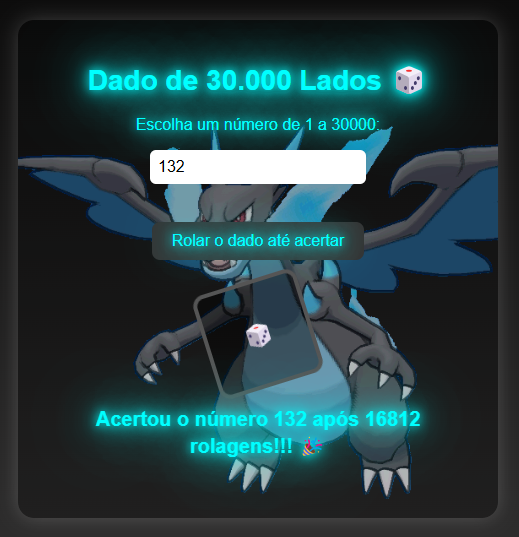 Dado de 30.000 Lados 🎲
Escolha um número de 1 a 30000:
132
Rolar o dado até acertar
🎲
Acertou o número 132 após 16812
rolagens!!! 🎉